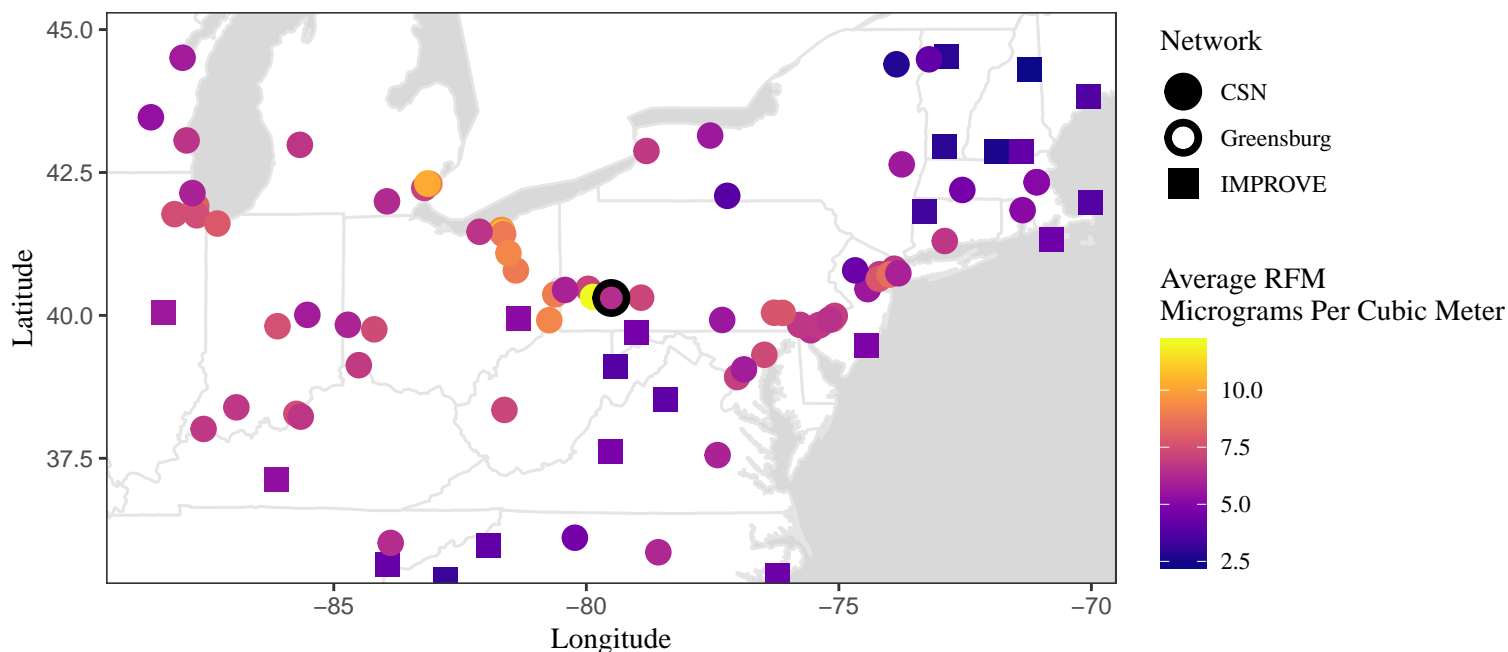 45.0
42.5
40.0
37.5
Latitude
−85
−80
−75
−70
Longitude
Network
CSN
Greensburg
IMPROVE
Average RFM
Micrograms Per Cubic Meter
10.0
7.5
5.0
2.5